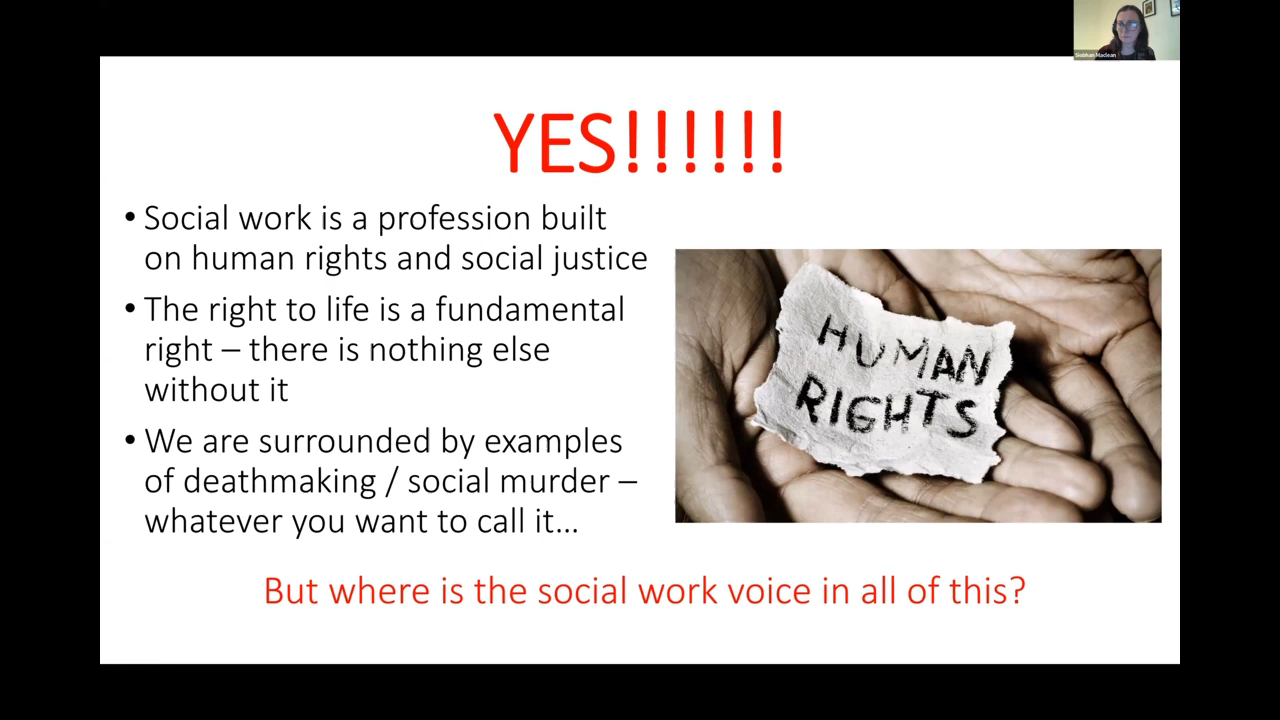 Siobhan Maclean
YES!!!!!!
• Social work is a profession built
on human rights and social justice
• The right to life is a fundamental
right – there is nothing else
without it
• We are surrounded by examples
of deathmaking / social murder –
whatever you want to call it…
HUMAN
RIGHTS
But where is the social work voice in all of this?